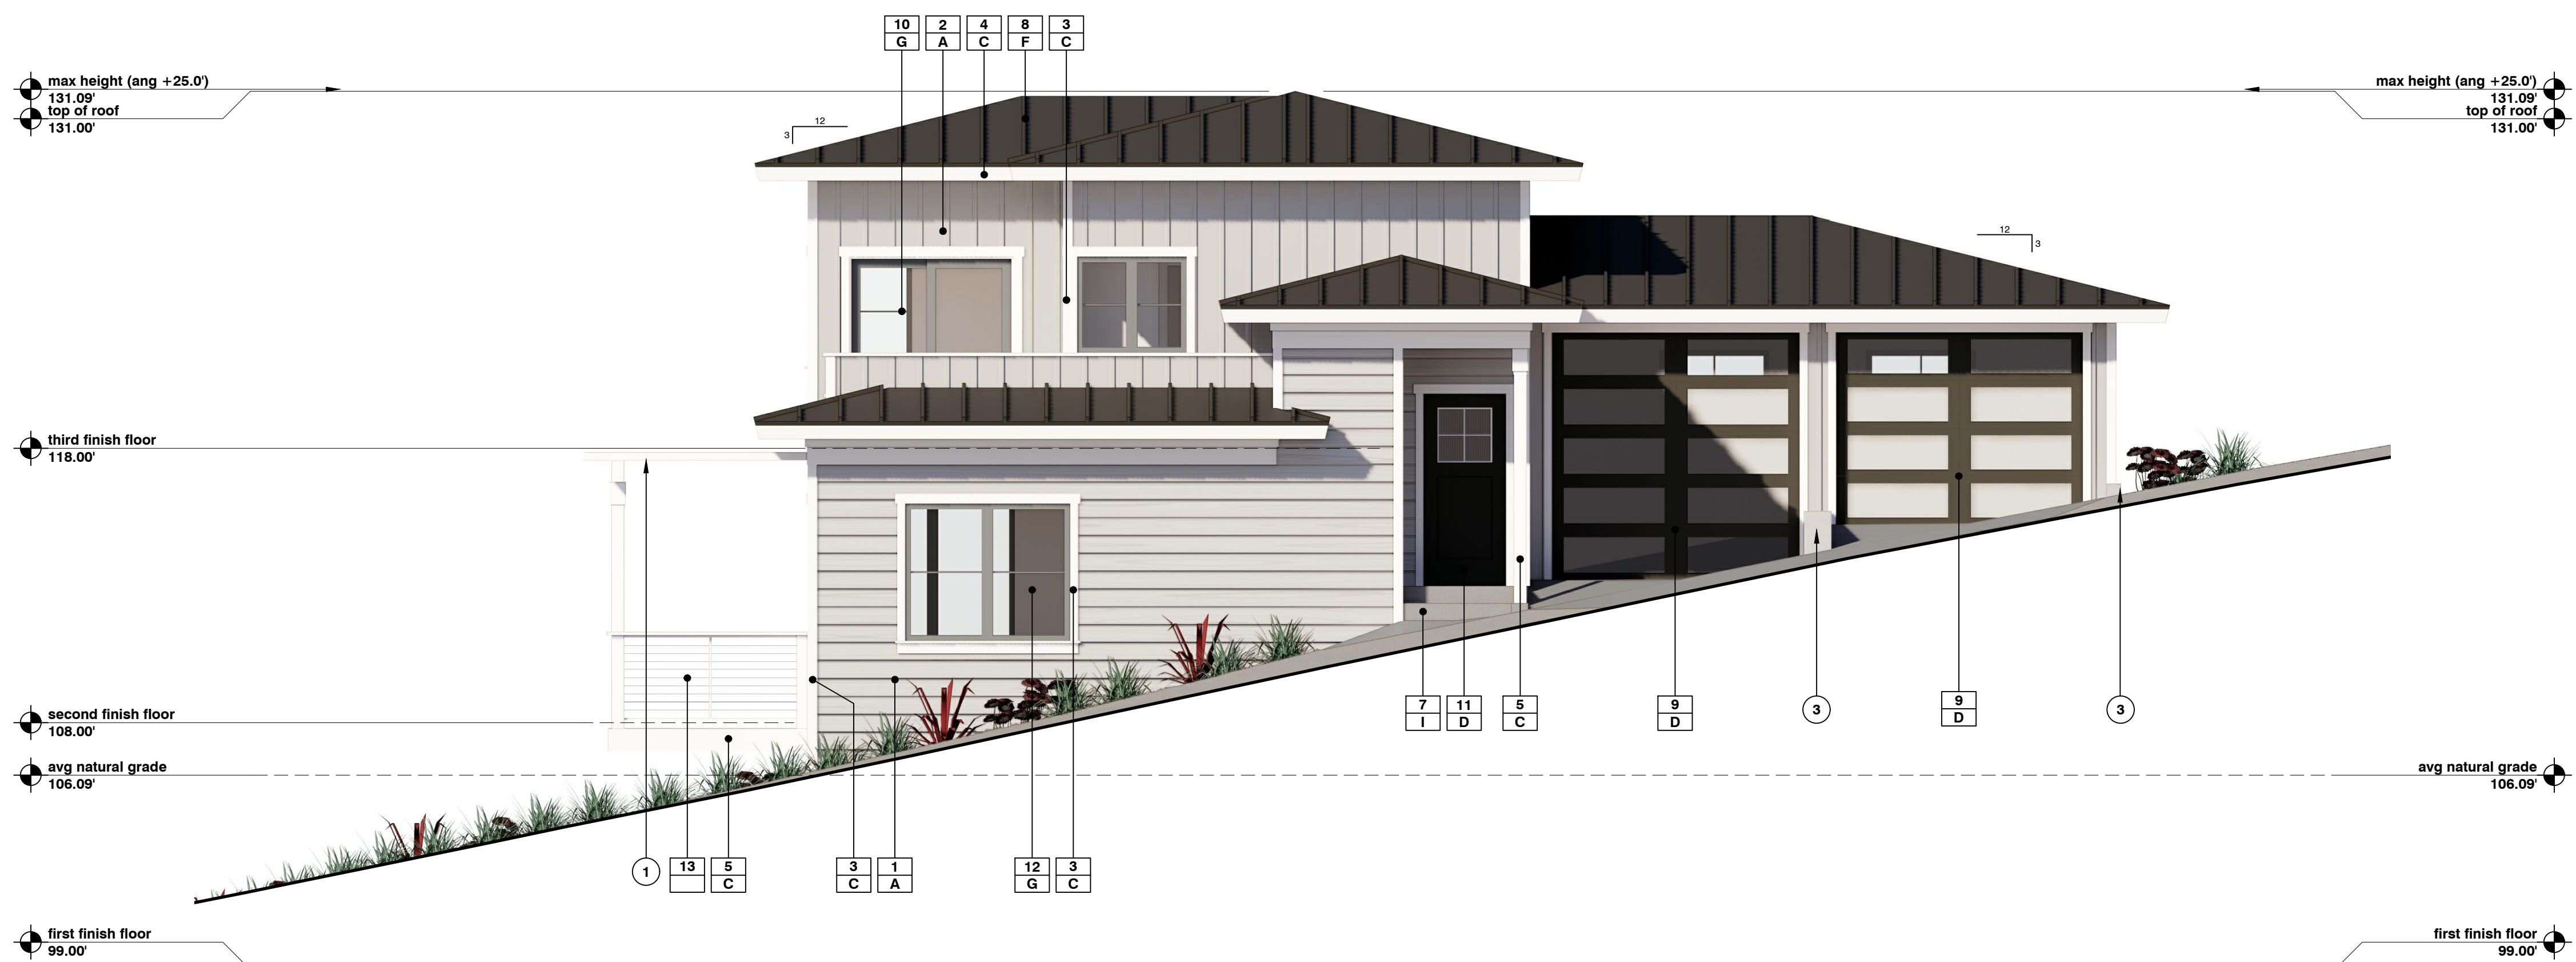 10 2 4 8 3
G A C F C
max height (ang +25.0') max height (ang +25.0')
131.09' 131.09'
top of roof top of roof
131.00' 131.00'
12
3
12
3
third finish floor
118.00'
second finish floor
108.00'
7 11 5 9 3 9 3
I D C D D
avg natural grade avg natural grade
106.09' 106.09'
1 13 5 3 1 12 3
C C A G C
first finish floor first finish floor
99.00' 99.00'